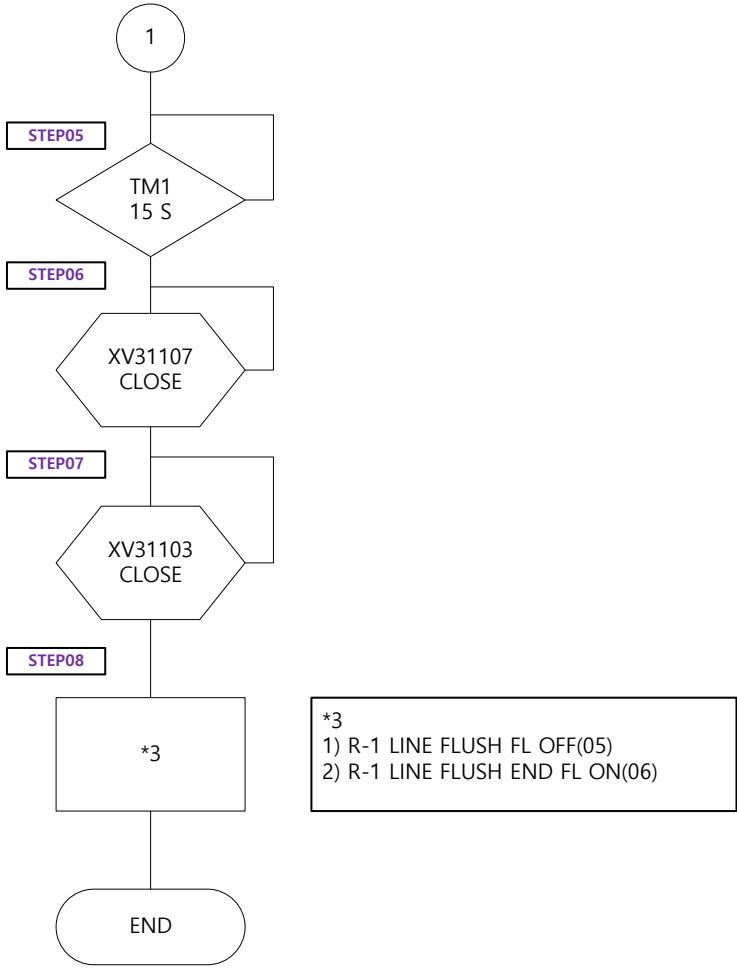 1
STEP05
TM1
15 S
STEP06
XV31107
CLOSE
STEP07
XV31103
CLOSE
STEP08
*3
*3
1) R-1 LINE FLUSH FL OFF(05)
2) R-1 LINE FLUSH END FL ON(06)
END